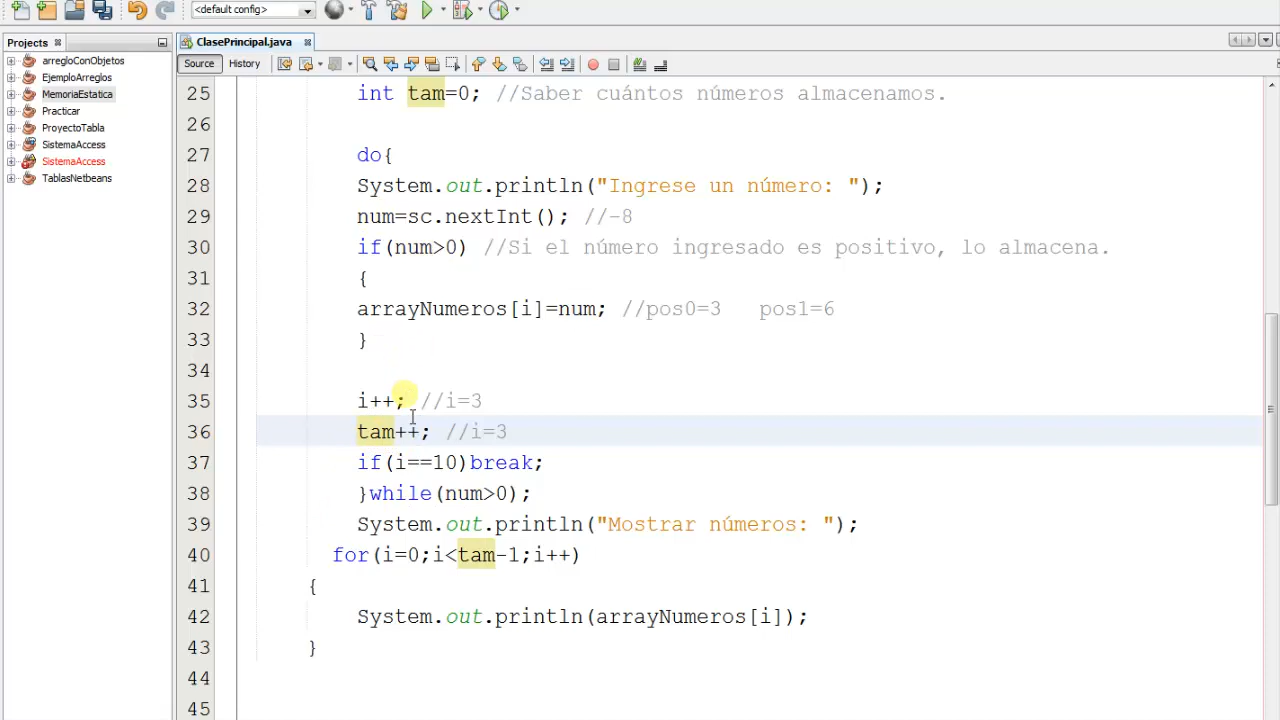 <default config>
Projects
ClasePrincipal.java
Source
History
arregloConObjetos
EjemploArreglos
MemoriaEstatica
Practicar
ProyectoTabla
SistemaAccess
SistemaAccess
TablasNetbeans
25 int tam=0; //Saber cuántos números almacenamos.
26
27 do{
28 System.out.println("Ingrese un número: ");
29 num=sc.nextInt(); //-8
30 if(num>0) //Si el número ingresado es positivo, lo almacena.
31 {
32 arrayNumeros[i]=num; //pos0=3 pos1=6
33 }
34
35 i++; //i=3
36 tam++; //i=3
37 if(i==10)break;
38 }while(num>0);
39 System.out.println("Mostrar números: ");
40 for(i=0;i<tam-1;i++)
41 {
42 System.out.println(arrayNumeros[i]);
43 }
44
45